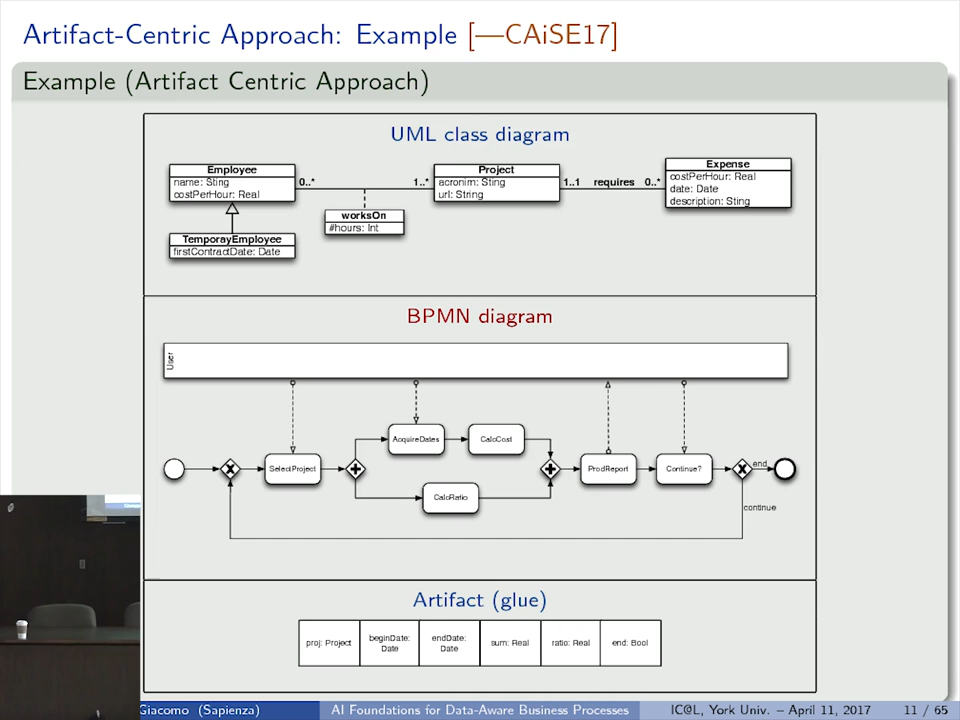 Artifact-Centric Approach: Example [—CAiSE17]
Example (Artifact Centric Approach)
UML class diagram
Employee
name: Sting
costPerHour: Real
0..*
1..*
Project
acronim: Sting
url: String
1..1
requires
0..*
Expense
costPerHour: Real
date: Date
description: Sting
worksOn
#hours: Int
TemporayEmployee
firstContractDate: Date
BPMN diagram
User
AcquireDates
CalcCost
X
SelectProject
+
+
ProdReport
Continue?
X
end
CalcRatio
continue
Artifact (glue)
proj: Project
beginDate:
Date
endDate:
Date
sum: Real
ratio: Real
end: Bool
Giacomo (Sapienza)
AI Foundations for Data-Aware Business Processes
IC@L, York Univ. – April 11, 2017
11 / 65